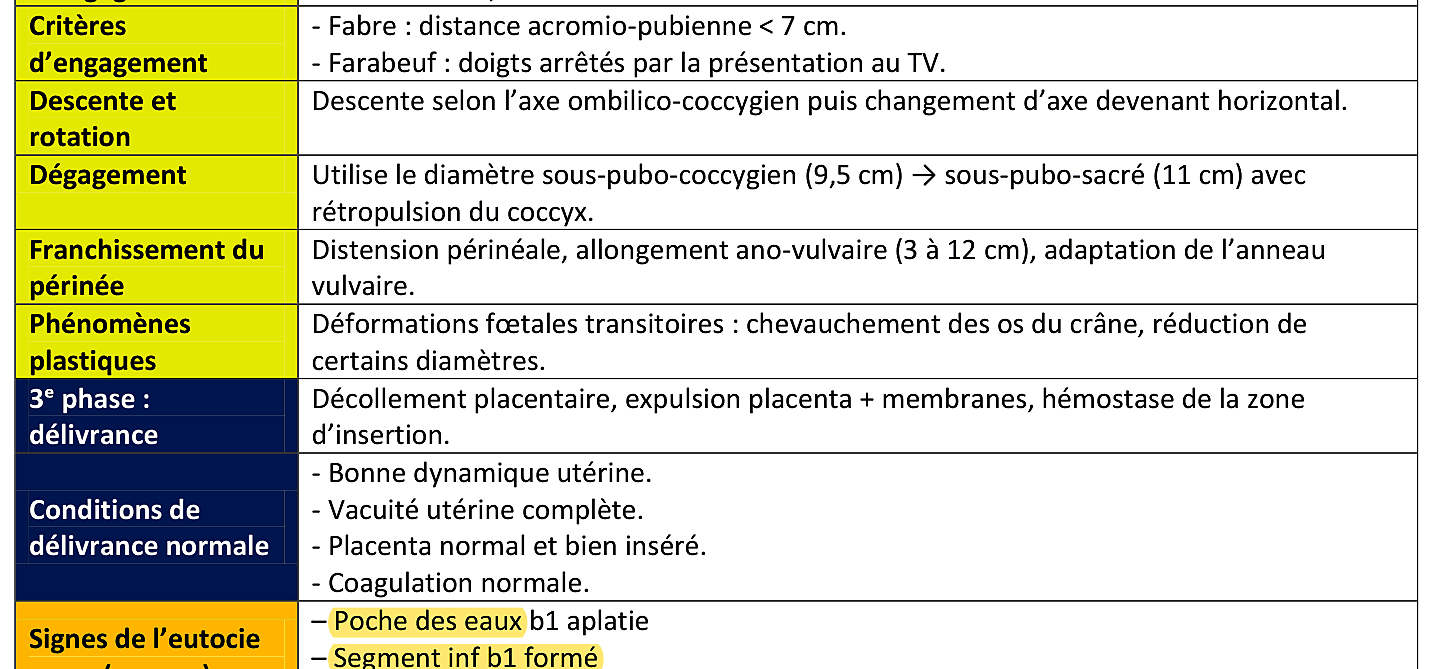 Critères
d’engagement
- Fabre : distance acromio-pubienne < 7 cm.
- Farabeuf : doigts arrêtés par la présentation au TV.
Descente et
rotation
Descente selon l’axe ombilico-coccygien puis changement d’axe devenant horizontal.
Dégagement
Utilise le diamètre sous-pubo-coccygien (9,5 cm) → sous-pubo-sacré (11 cm) avec
rétropulsion du coccyx.
Franchissement du
périnée
Distension périnéale, allongement ano-vulvaire (3 à 12 cm), adaptation de l’anneau
vulvaire.
Phénomènes
plastiques
Déformations fœtales transitoires : chevauchement des os du crâne, réduction de
certains diamètres.
3e phase :
délivrance
Décollement placentaire, expulsion placenta + membranes, hémostase de la zone
d’insertion.
Conditions de
délivrance normale
- Bonne dynamique utérine.
- Vacuité utérine complète.
- Placenta normal et bien inséré.
- Coagulation normale.
Signes de l’eutocie
– Poche des eaux b1 aplatie
– Segment inf b1 formé